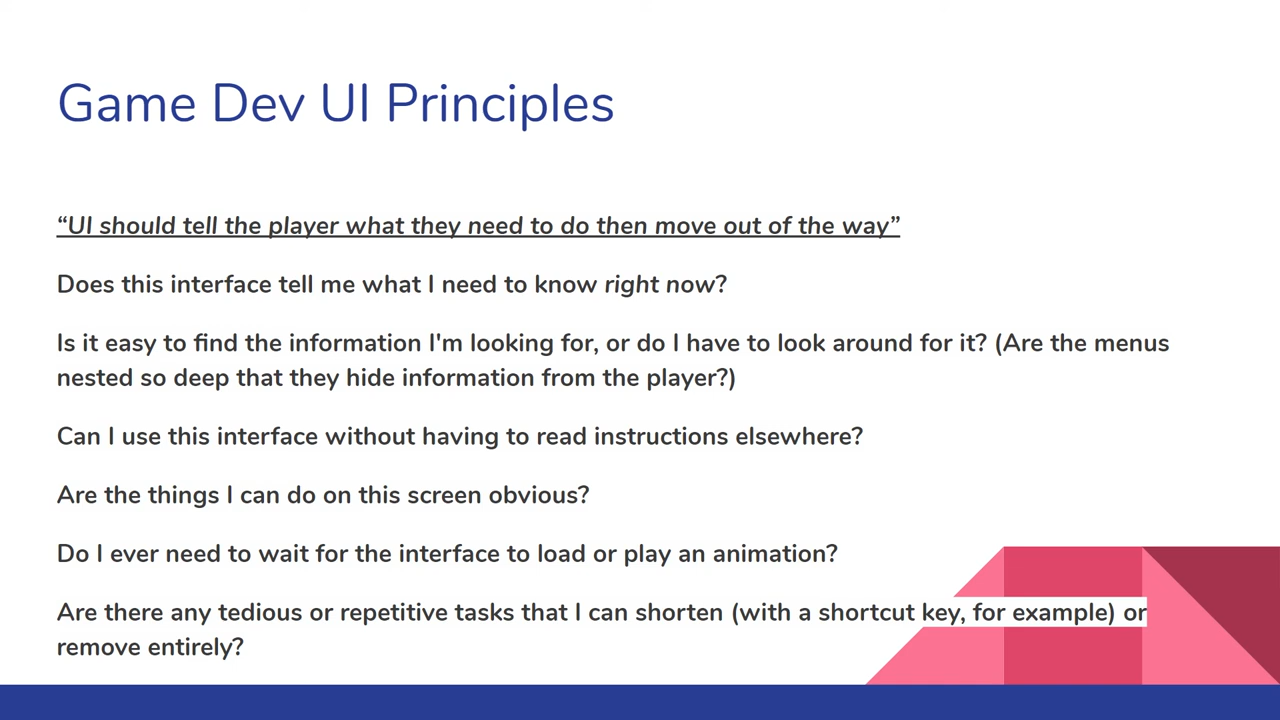 Game Dev UI Principles
“UI should tell the player what they need to do then move out of the way”
Does this interface tell me what I need to know right now?
Is it easy to find the information I'm looking for, or do I have to look around for it? (Are the menus
nested so deep that they hide information from the player?)
Can I use this interface without having to read instructions elsewhere?
Are the things I can do on this screen obvious?
Do I ever need to wait for the interface to load or play an animation?
Are there any tedious or repetitive tasks that I can shorten (with a shortcut key, for example) or
remove entirely?